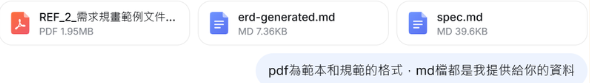 REF_2_需求規畫範例文件...
PDF 1.95MB
erd-generated.md
MD 7.36KB
spec.md
MD 39.6KB
pdf為範本和規範的格式，md檔都是我提供給你的資料